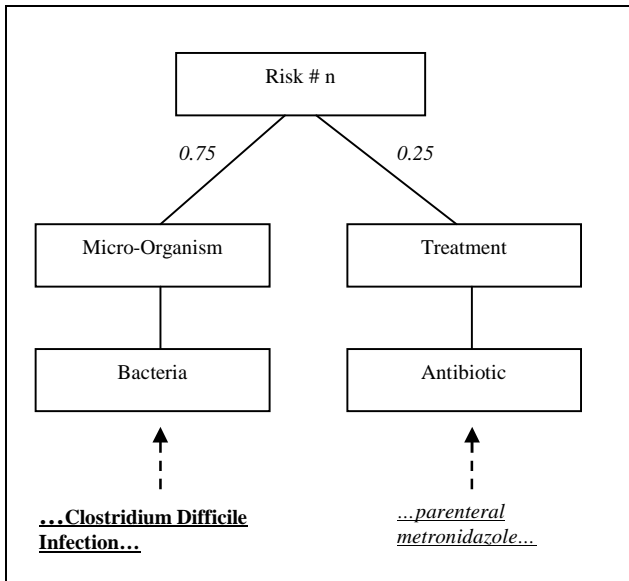 Risk # n
0.75
0.25
Micro-Organism
Treatment
Bacteria
Antibiotic
…Clostridium Difficile
Infection…
…parenteral
metronidazole…